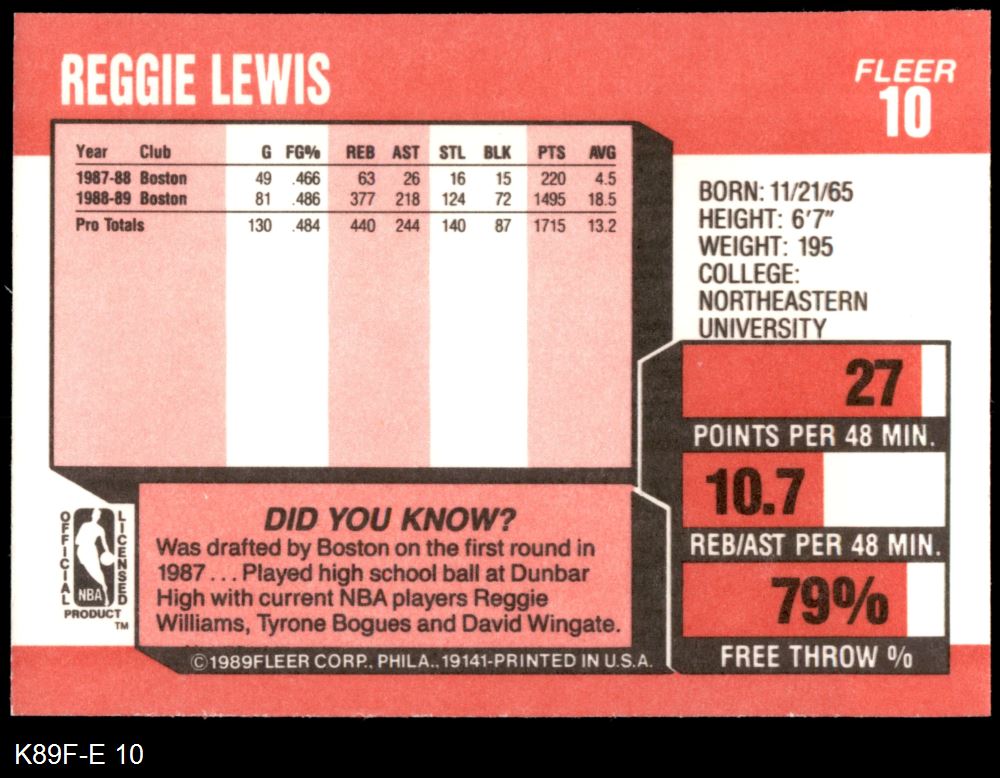 REGGIE LEWIS
FLEER
10
Year Club G FG% REB AST STL BLK PTS AVG
1987-88 Boston 49 .466 63 26 16 15 220 4.5
1988-89 Boston 81 .486 377 218 124 72 1495 18.5
Pro Totals 130 .484 440 244 140 87 1715 13.2
BORN: 11/21/65
HEIGHT: 6'7"
WEIGHT: 195
COLLEGE:
NORTHEASTERN
UNIVERSITY
27
POINTS PER 48 MIN.
10.7
REB/AST PER 48 MIN.
79%
FREE THROW %
OFFICIAL
LICENSED
NBA
PRODUCT
TM
DID YOU KNOW?
Was drafted by Boston on the first round in
1987 ... Played high school ball at Dunbar
High with current NBA players Reggie
Williams, Tyrone Bogues and David Wingate.
©1989FLEER CORP., PHILA., 19141-PRINTED IN U.S.A.
K89F-E 10